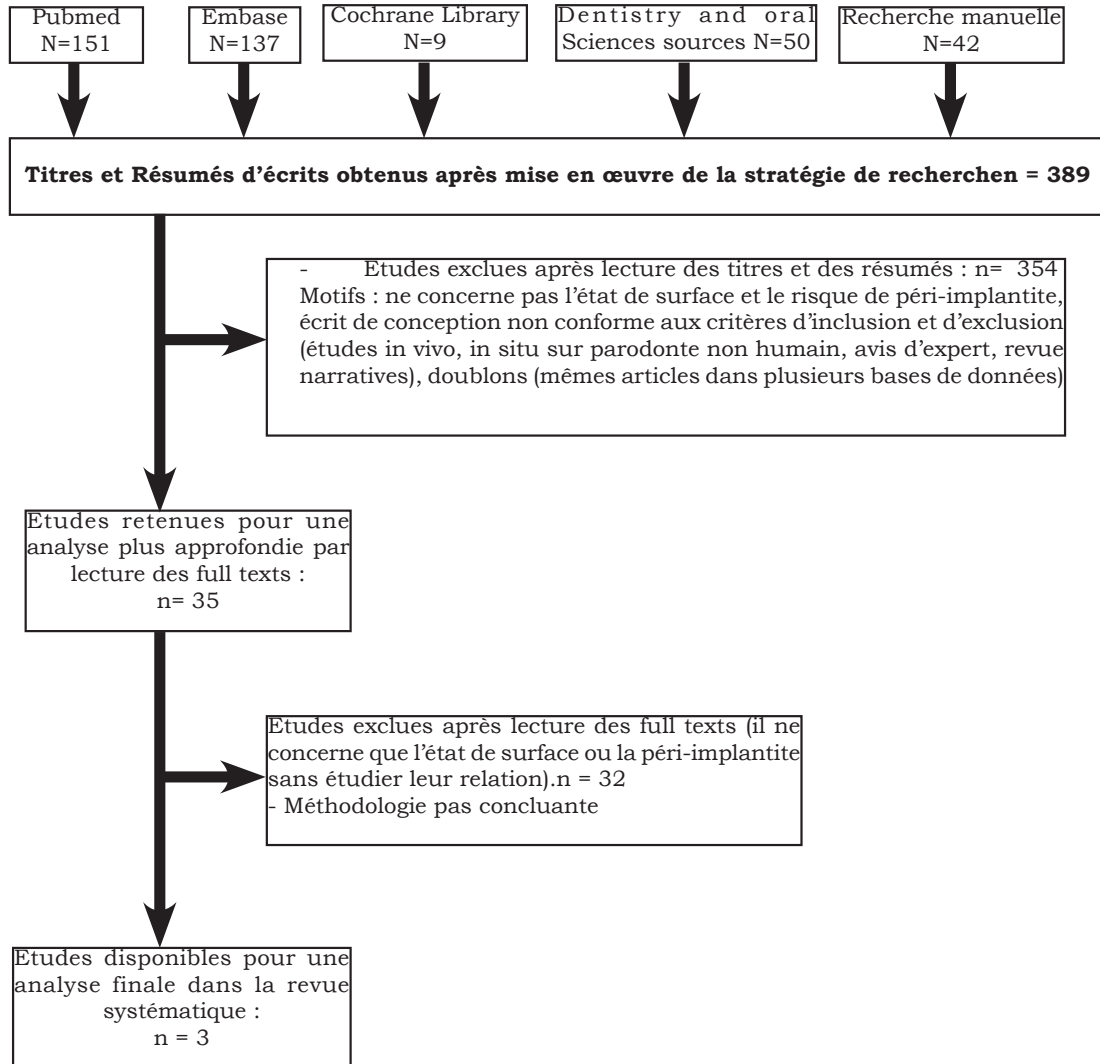 Pubmed
N=151
Embase
N=137
Cochrane Library
N=9
Dentistry and oral
Sciences sources N=50
Recherche manuelle
N=42
Titres et Résumés d'écrits obtenus après mise en œuvre de la stratégie de recherchen = 389
- Etudes exclues après lecture des titres et des résumés : n= 354
Motifs : ne concerne pas l'état de surface et le risque de péri-implantite,
écrit de conception non conforme aux critères d'inclusion et d'exclusion
(études in vivo, in situ sur parodonte non humain, avis d'expert, revue
narratives), doublons (mêmes articles dans plusieurs bases de données)
Etudes retenues pour une
analyse plus approfondie par
lecture des full texts :
n= 35
Etudes exclues après lecture des full texts (il ne
concerne que l'état de surface ou la péri-implantite
sans étudier leur relation).n = 32
- Méthodologie pas concluante
Etudes disponibles pour une
analyse finale dans la revue
systématique :
n = 3